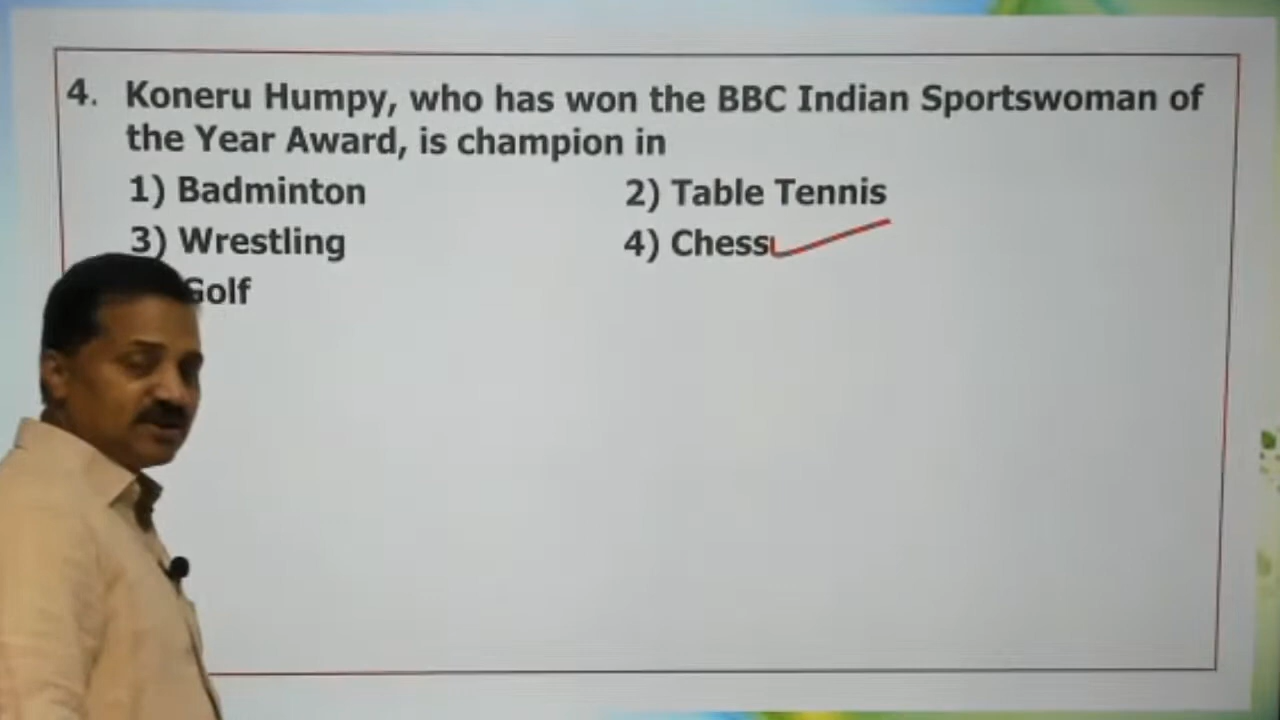 4. Koneru Humpy, who has won the BBC Indian Sportswoman of
the Year Award, is champion in
1) Badminton 2) Table Tennis
3) Wrestling 4) Chess
Golf